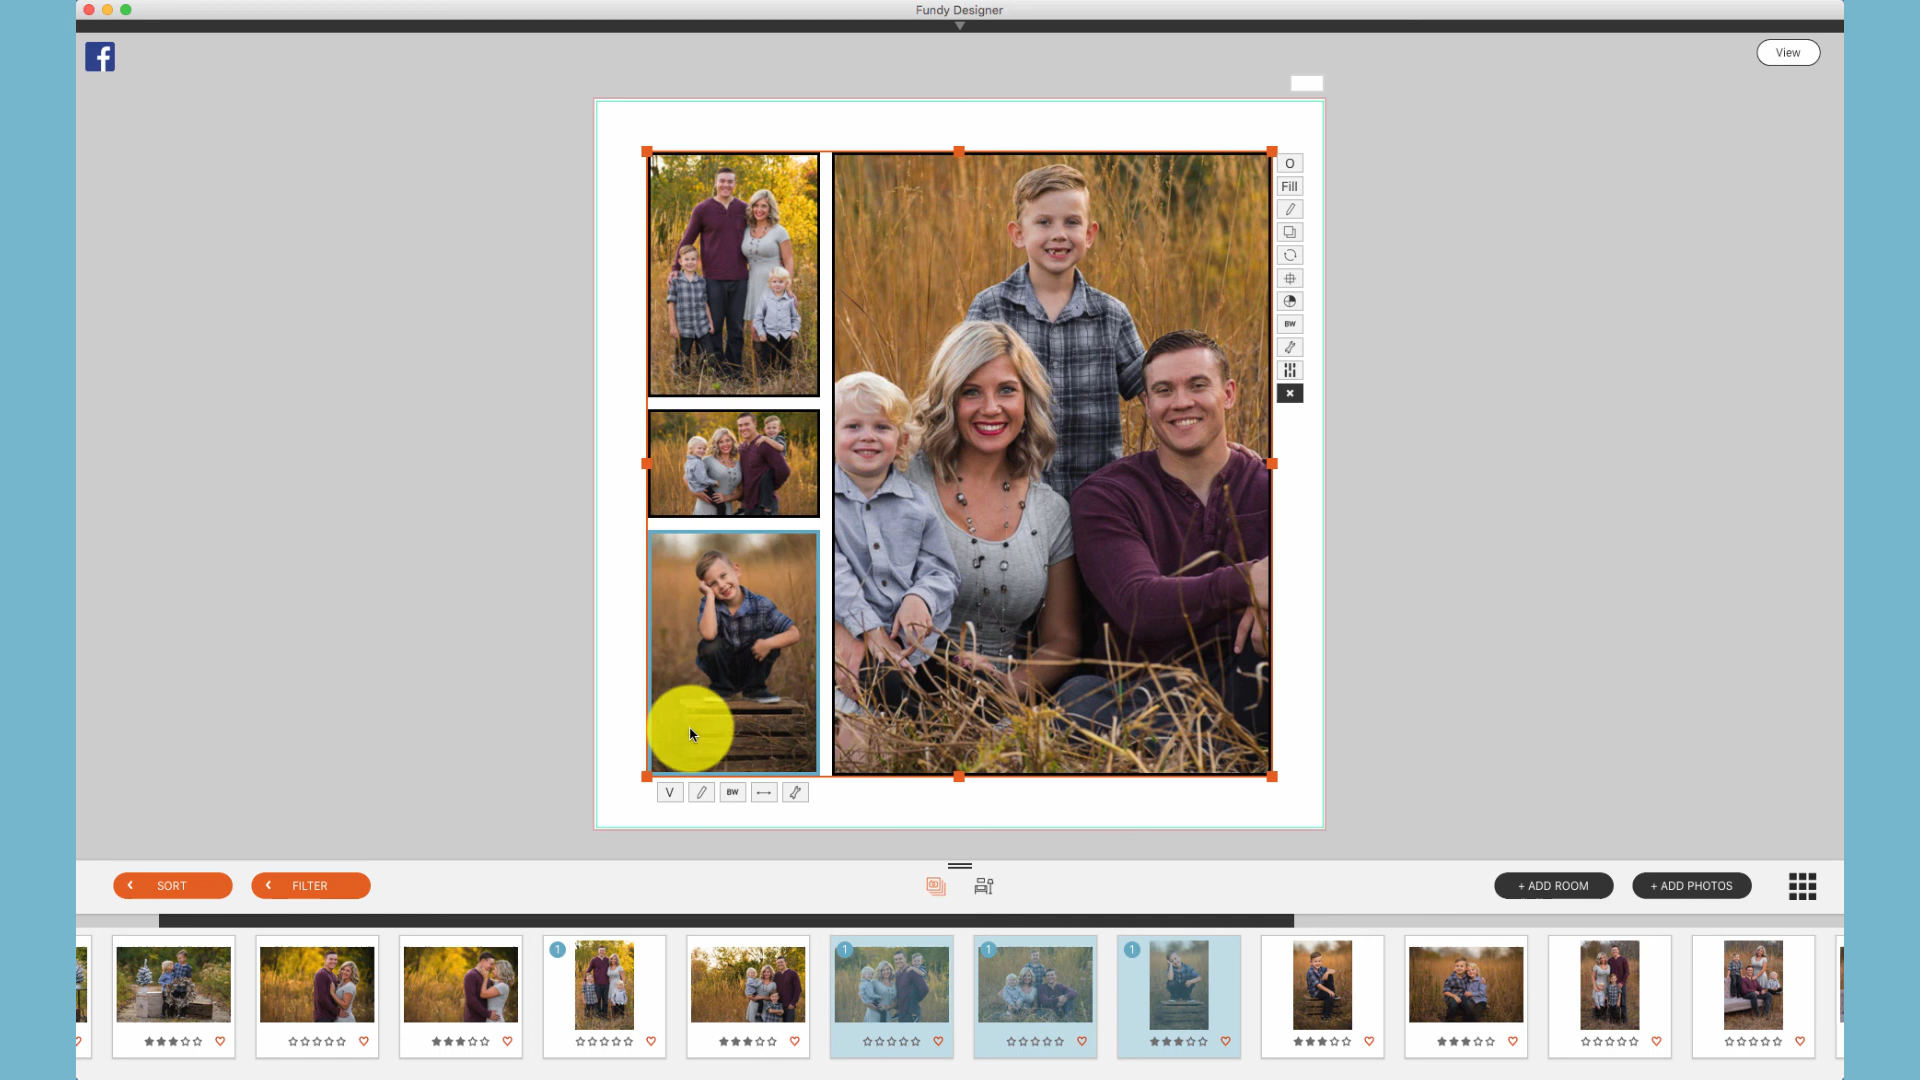 Fundy Designer
f
View
O
Fill
BW
V
BW
SORT
FILTER
+ ADD ROOM
+ ADD PHOTOS
1
1
1
1